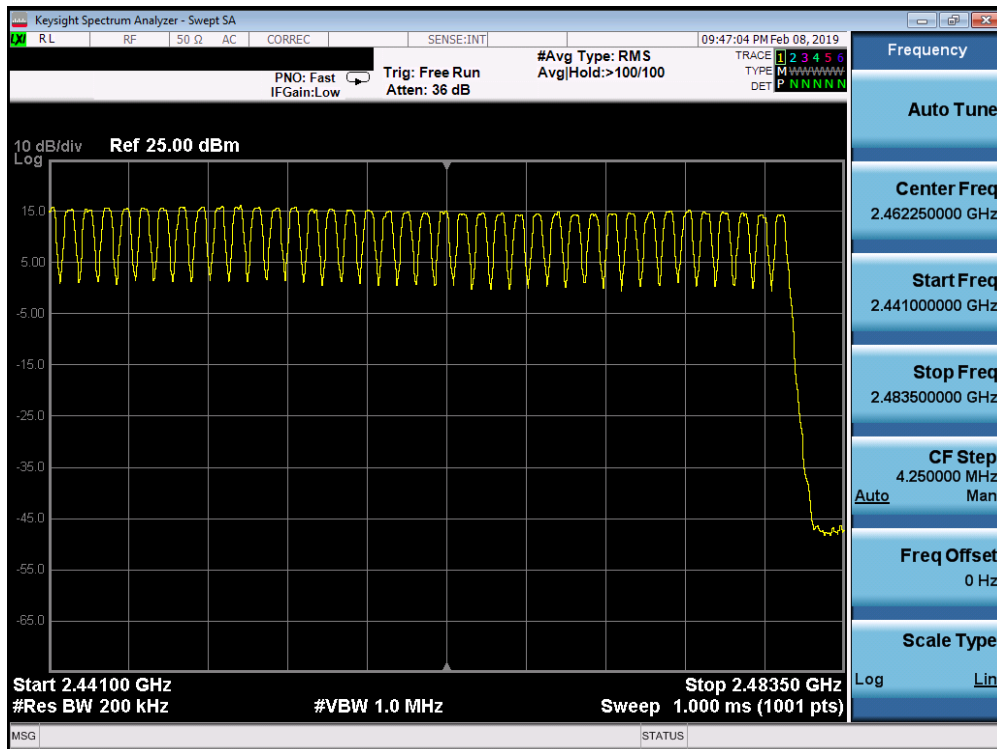 Keysight Spectrum Analyzer - Swept SA
LXI RL RF 50 Ω AC CORREC SENSE:INT 09:47:04 PM Feb 08, 2019
PNO: Fast
IFGain:Low
Trig: Free Run
Atten: 36 dB
#Avg Type: RMS
Avg|Hold:>100/100
TRACE 1 2 3 4 5 6
TYPE M WWWWW
DET P N N N N N
10 dB/div Ref 25.00 dBm
Log
15.0
5.00
-5.00
-15.0
-25.0
-35.0
-45.0
-55.0
-65.0
Start 2.44100 GHz Stop 2.48350 GHz
#Res BW 200 kHz #VBW 1.0 MHz Sweep 1.000 ms (1001 pts)
MSG STATUS
Frequency
Auto Tune
Center Freq
2.462250000 GHz
Start Freq
2.441000000 GHz
Stop Freq
2.483500000 GHz
CF Step
4.250000 MHz
Auto Man
Freq Offset
0 Hz
Scale Type
Log Lin